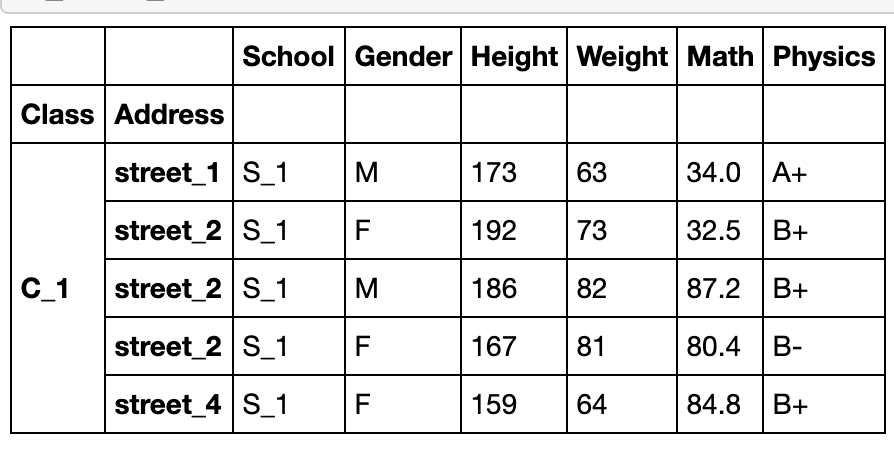 School Gender Height Weight Math Physics
Class Address
street_1 S_1 M 173 63 34.0 A+
street_2 S_1 F 192 73 32.5 B+
C_1 street_2 S_1 M 186 82 87.2 B+
street_2 S_1 F 167 81 80.4 B-
street_4 S_1 F 159 64 84.8 B+